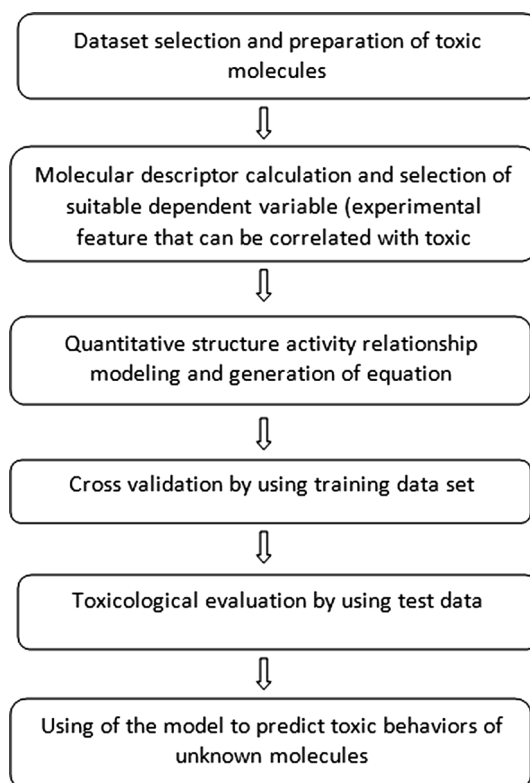 Dataset selection and preparation of toxic
molecules
Molecular descriptor calculation and selection of
suitable dependent variable (experimental
feature that can be correlated with toxic
Quantitative structure activity relationship
modeling and generation of equation
Cross validation by using training data set
Toxicological evaluation by using test data
Using of the model to predict toxic behaviors of
unknown molecules